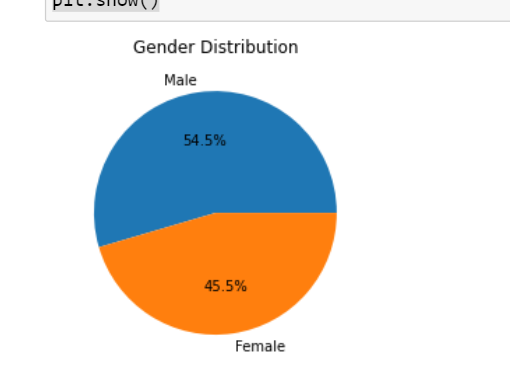 plt.show()
Gender Distribution
Male
54.5%
45.5%
Female